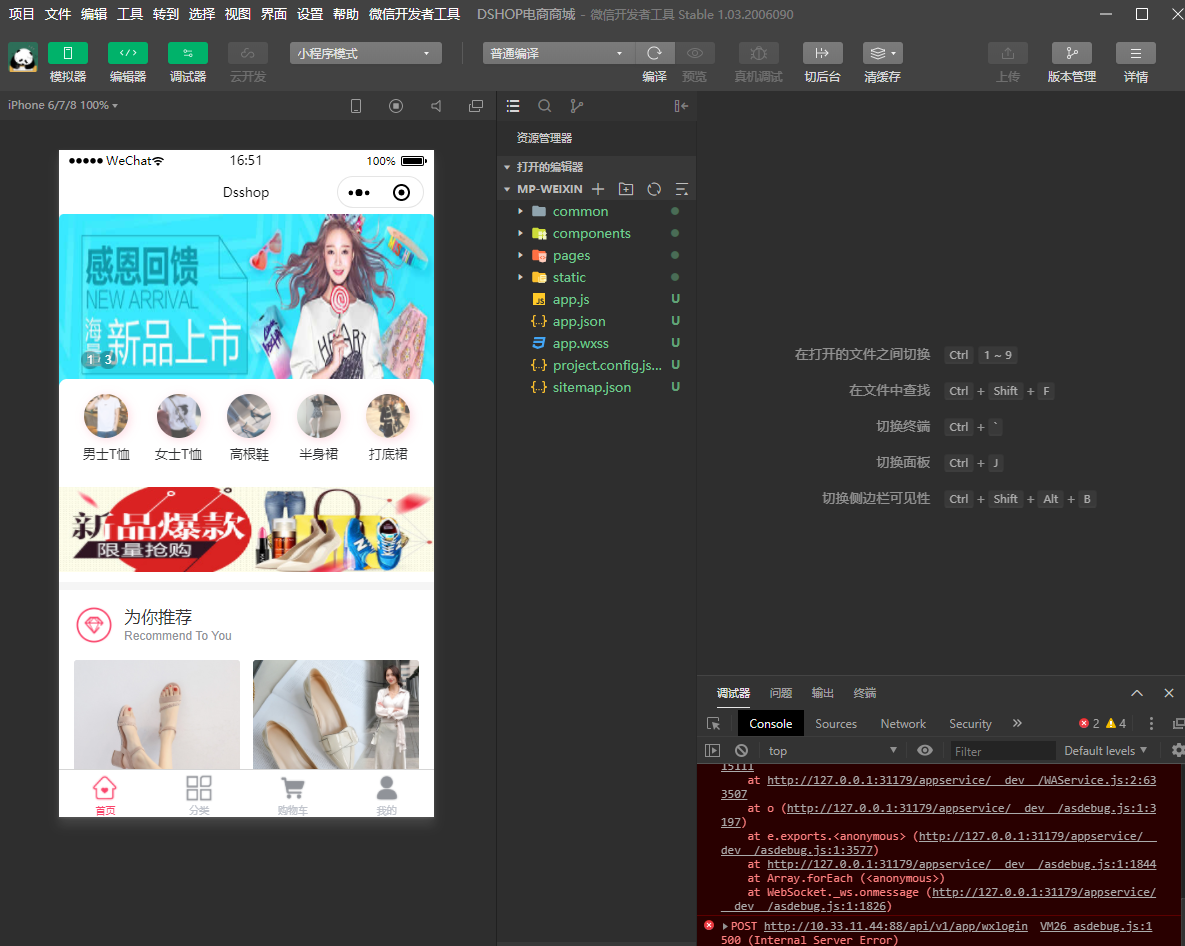 项目 文件 编辑 工具 转到 选择 视图 界面 设置 帮助 微信开发者工具 DSHOP电商商城 - 微信开发者工具 Stable 1.03.2006090
模拟器 编辑器 调试器 云开发
小程序模式
普通编译
编译 预览 真机调试 切后台 清缓存 上传 版本管理 详情
iPhone 6/7/8 100%
WeChat 16:51 100%
Dsshop
感恩回馈
NEW ARRIVAL
新品上市
1 3
男士T恤 女士T恤 高根鞋 半身裙 打底裙
新品爆款
限量抢购
为你推荐
Recommend To You
首页 分类 购物车 我的
资源管理器
打开的编辑器
MP-WEIXIN
common
components
pages
static
app.js U
{..} app.json U
app.wxss U
{..} project.config.js... U
{..} sitemap.json U
在打开的文件之间切换 Ctrl 1 ~ 9
在文件中查找 Ctrl + Shift + F
切换终端 Ctrl + `
切换面板 Ctrl + J
切换侧边栏可见性 Ctrl + Shift + Alt + B
调试器 问题 输出 终端
Console Sources Network Security » 2 4
top Filter Default levels
15111
at http://127.0.0.1:31179/appservice/__dev__/WAService.js:2:63
3507
at o (http://127.0.0.1:31179/appservice/__dev__/asdebug.js:1:3
197)
at e.exports.<anonymous> (http://127.0.0.1:31179/appservice/__
dev__/asdebug.js:1:3577)
at http://127.0.0.1:31179/appservice/__dev__/asdebug.js:1:1844
at Array.forEach (<anonymous>)
at WebSocket._ws.onmessage (http://127.0.0.1:31179/appservice/
__dev__/asdebug.js:1:1826)
POST http://10.33.11.44:88/api/v1/app/wxlogin VM26 asdebug.js:1
500 (Internal Server Error)